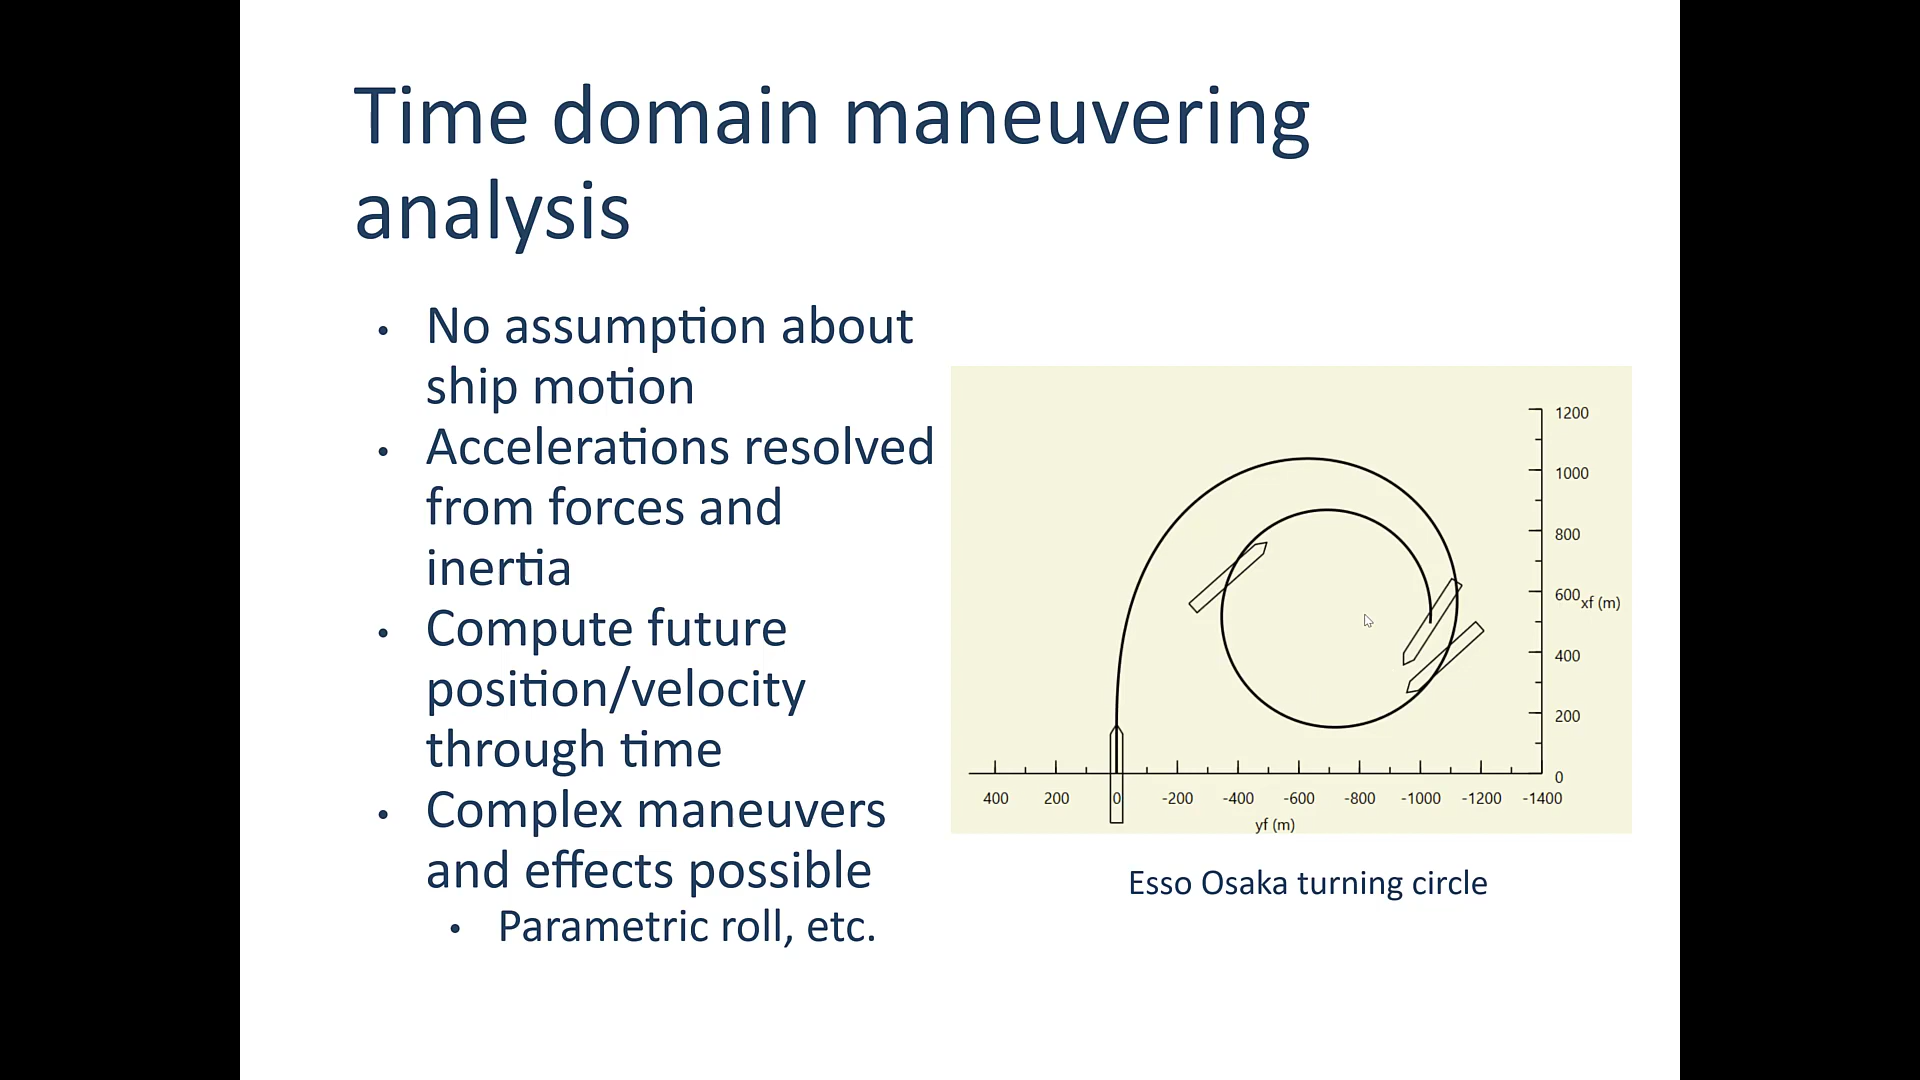 Time domain maneuvering
analysis
• No assumption about
ship motion
• Accelerations resolved
from forces and
inertia
• Compute future
position/velocity
through time
• Complex maneuvers
and effects possible
• Parametric roll, etc.
1200
1000
800
600
xf (m)
400
200
0
400 200 0 -200 -400 -600 -800 -1000 -1200 -1400
yf (m)
Esso Osaka turning circle